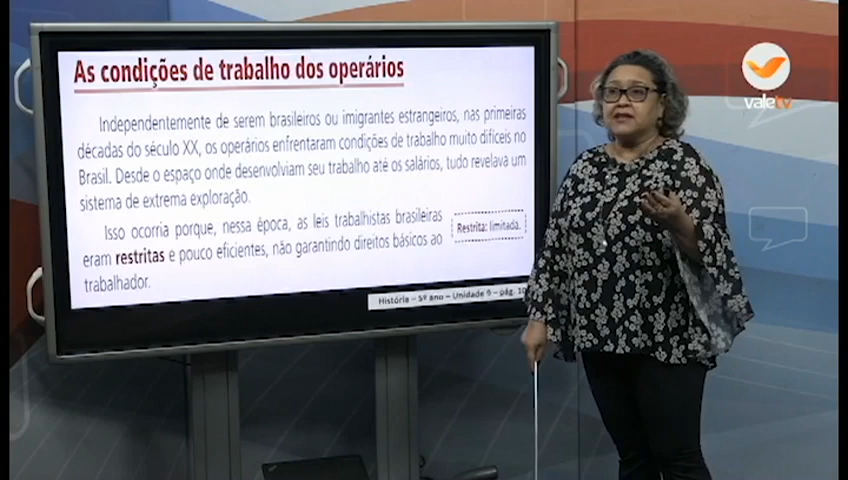 As condições de trabalho dos operários
Independentemente de serem brasileiros ou imigrantes estrangeiros, nas primeiras
décadas do século XX, os operários enfrentaram condições de trabalho muito difíceis no
Brasil. Desde o espaço onde desenvolviam seu trabalho até os salários, tudo revelava um
sistema de extrema exploração.
Isso ocorria porque, nessa época, as leis trabalhistas brasileiras
eram restritas e pouco eficientes, não garantindo direitos básicos ao
trabalhador.
Restrita: limitada.
História – 5º ano – Unidade 9 – pág. 10
valetv